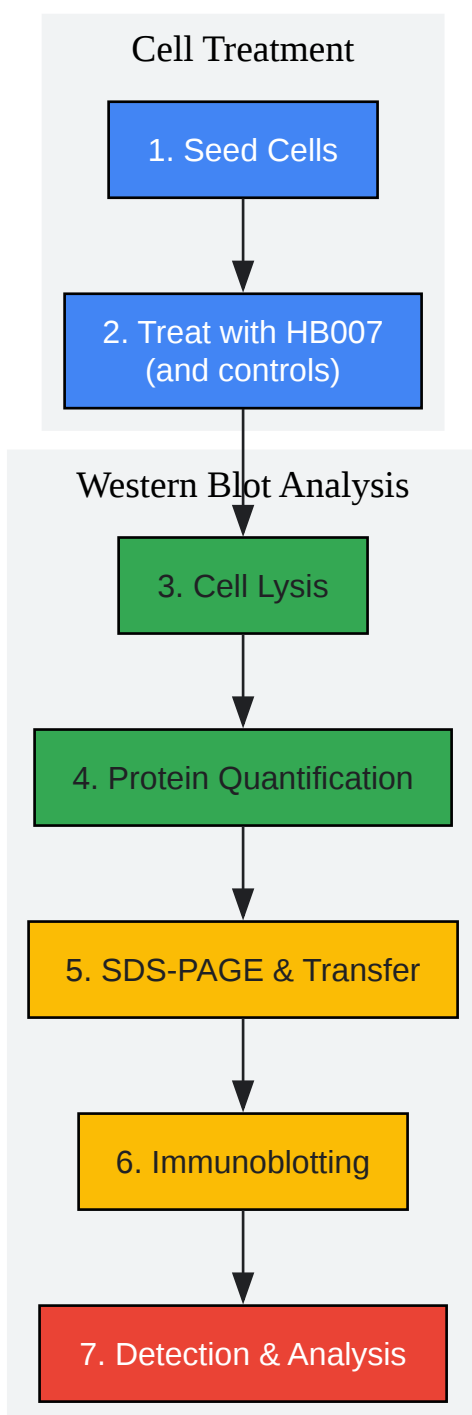 Cell Treatment
1. Seed Cells
2. Treat with HB007
(and controls)
Western Blot Analysis
3. Cell Lysis
4. Protein Quantification
5. SDS-PAGE & Transfer
6. Immunoblotting
7. Detection & Analysis